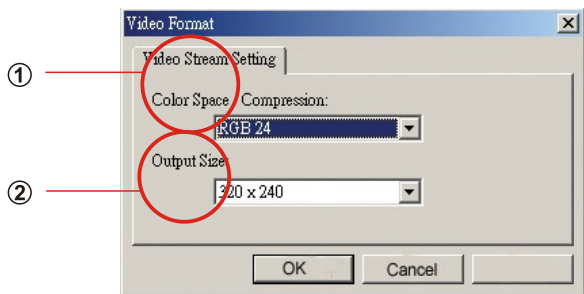 Video Format
Video Stream Setting
1
Color Space / Compression:
RGB 24
Output Size:
2
320 x 240
OK
Cancel